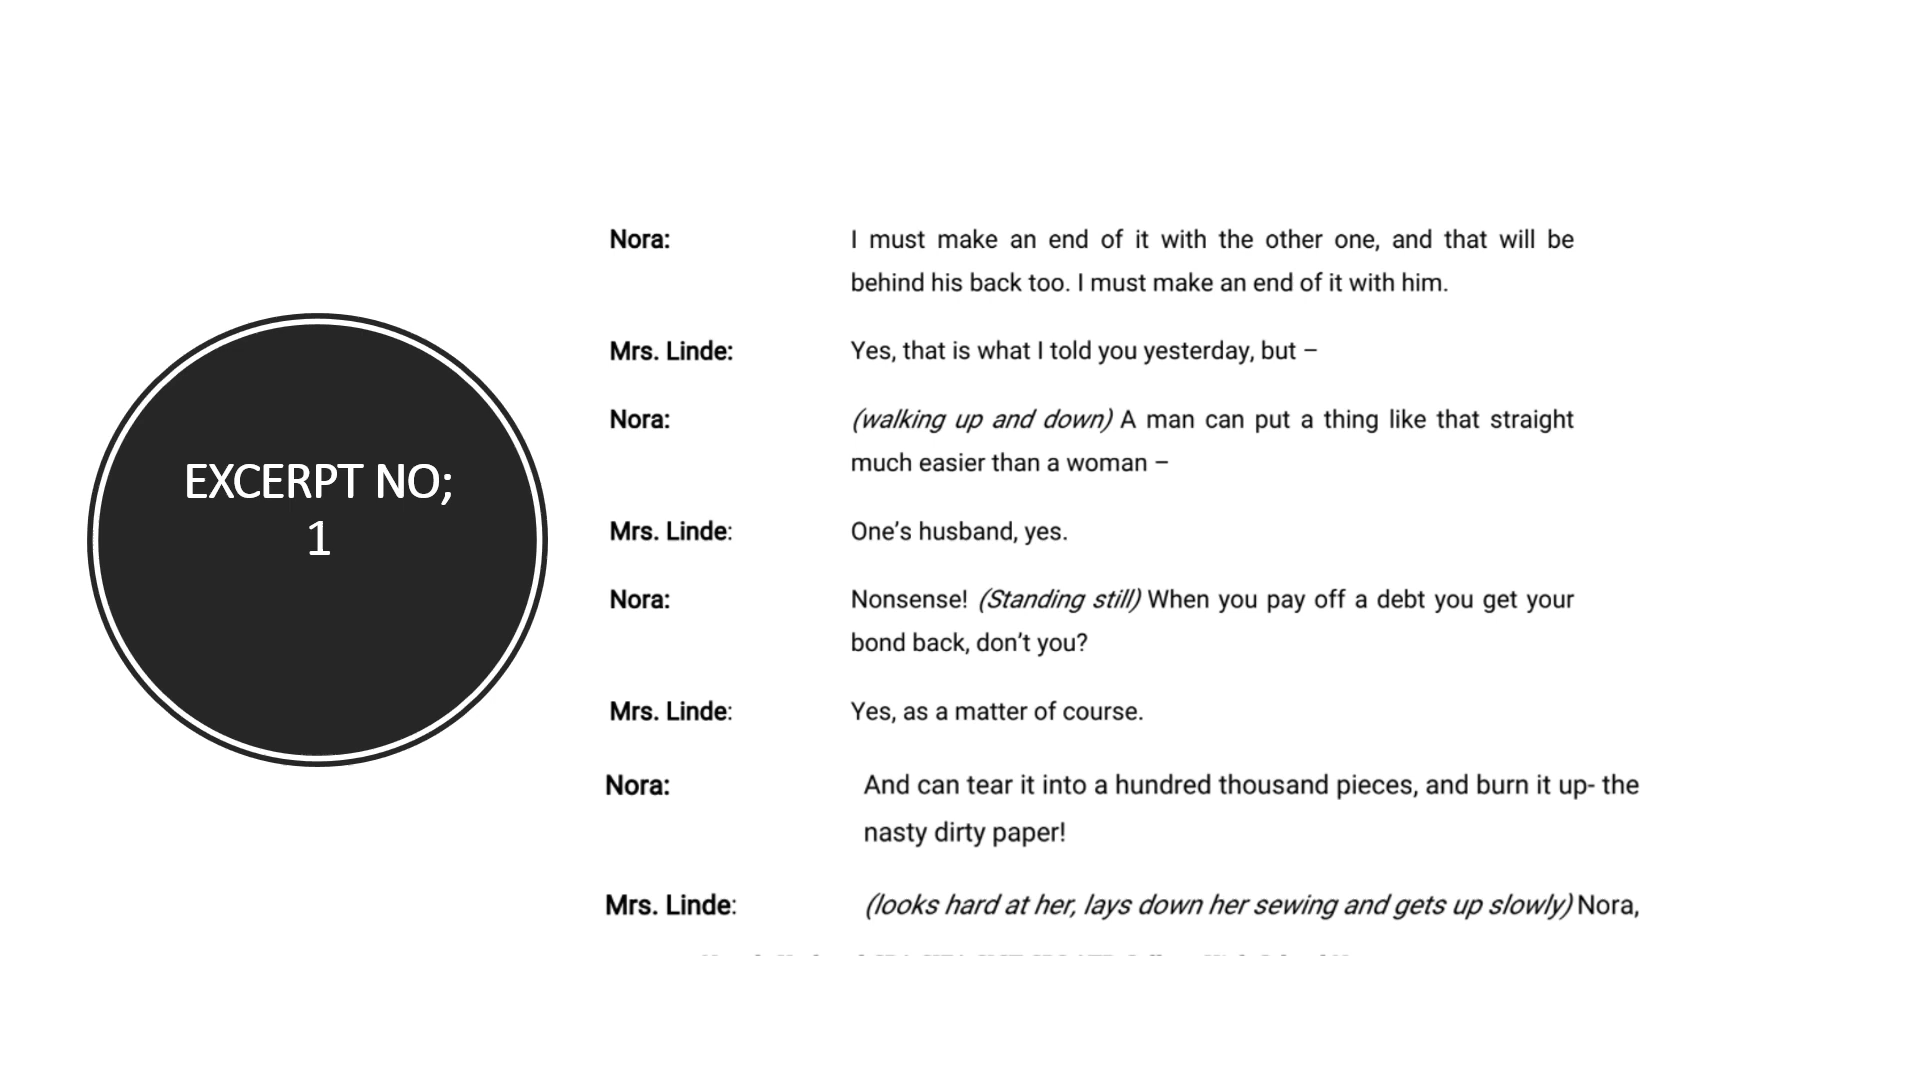 EXCERPT NO;
1
Nora: I must make an end of it with the other one, and that will be
behind his back too. I must make an end of it with him.
Mrs. Linde: Yes, that is what I told you yesterday, but –
Nora: (walking up and down) A man can put a thing like that straight
much easier than a woman –
Mrs. Linde: One’s husband, yes.
Nora: Nonsense! (Standing still) When you pay off a debt you get your
bond back, don’t you?
Mrs. Linde: Yes, as a matter of course.
Nora: And can tear it into a hundred thousand pieces, and burn it up- the
nasty dirty paper!
Mrs. Linde: (looks hard at her, lays down her sewing and gets up slowly) Nora,